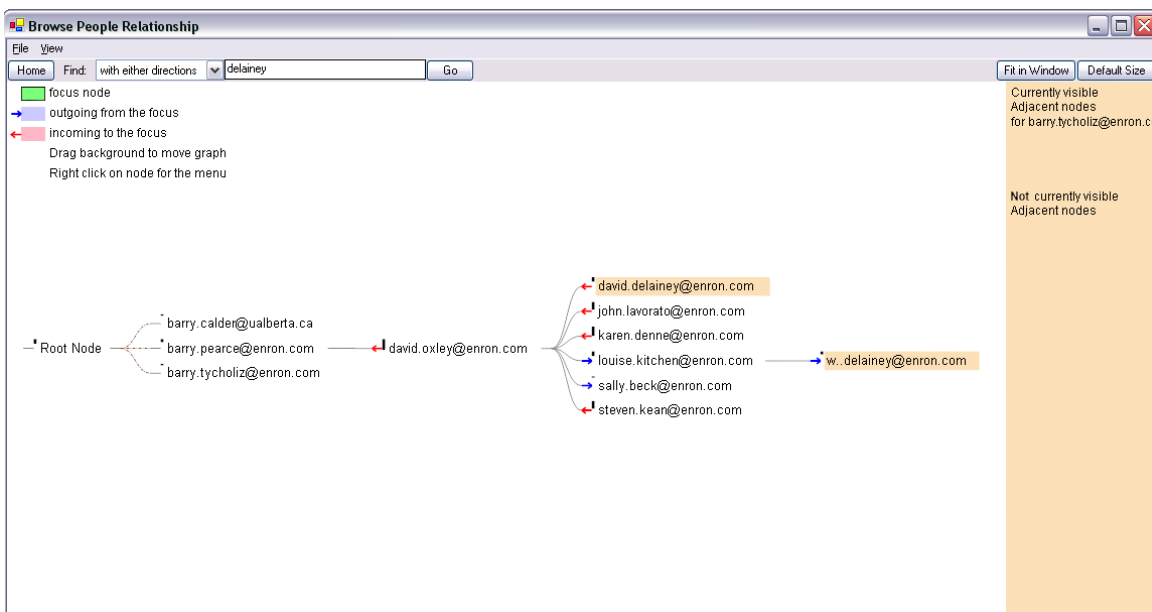 Browse People Relationship
File View
Home Find: with either directions delainey Go Fit in Window Default Size
focus node
outgoing from the focus
incoming to the focus
Drag background to move graph
Right click on node for the menu
Currently visible
Adjacent nodes
for barry.tycholiz@enron.c
Not currently visible
Adjacent nodes
david.delainey@enron.com
john.lavorato@enron.com
barry.calder@ualberta.ca
karen.denne@enron.com
Root Node barry.pearce@enron.com david.oxley@enron.com
louise.kitchen@enron.com w..delainey@enron.com
barry.tycholiz@enron.com
sally.beck@enron.com
steven.kean@enron.com